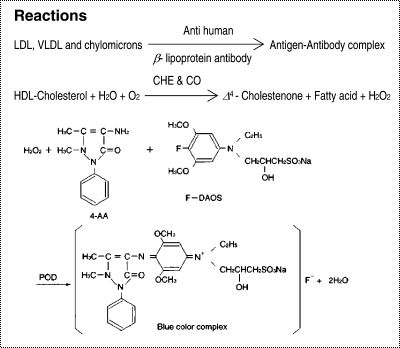 Reactions
Anti human
LDL, VLDL and chylomicrons → Antigen-Antibody complex
β- lipoprotein antibody
CHE & CO
HDL-Cholesterol + H2O + O2 → Δ4- Cholestenone + Fatty acid + H2O2
H3C C = C NH2
H3C N C=O
N
H2O2 + +
4-AA
CH3O
F N C2H5
CH3O CH2CHCH2SO3Na
OH
F-DAOS
POD
H3C C = C N = OCH3 = N+ C2H5
H3C N C=O OCH3 CH2CHCH2SO3Na
N OH
F- + 2H2O
Blue color complex